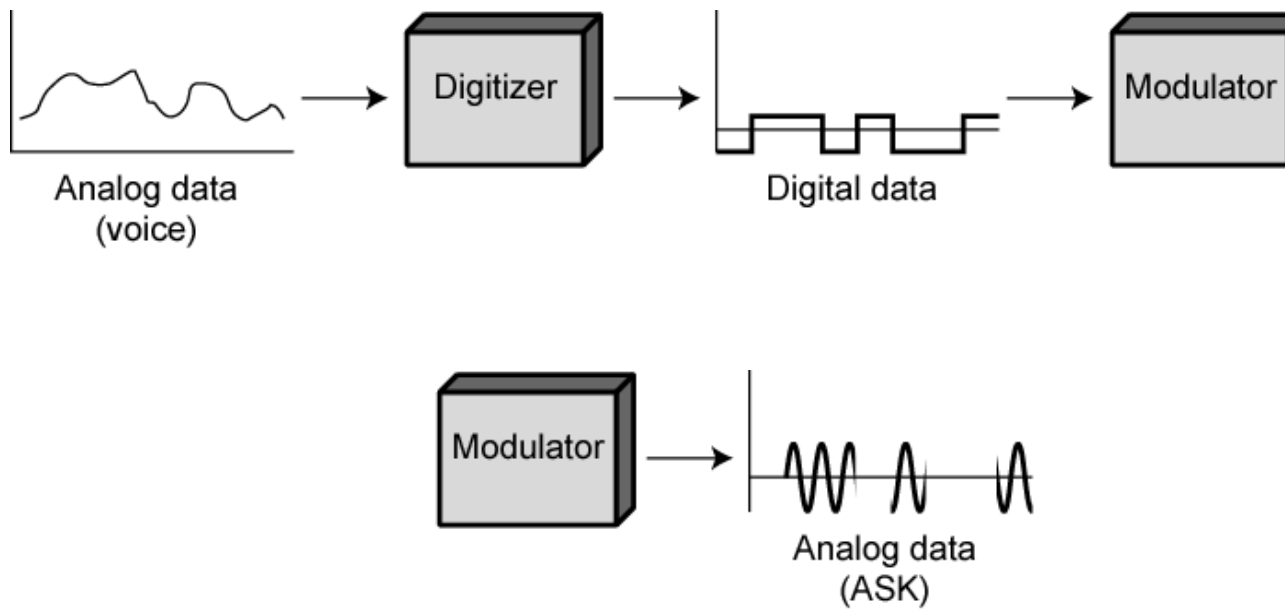 Digitizer
Modulator
Analog data
(voice)
Digital data
Modulator
Analog data
(ASK)